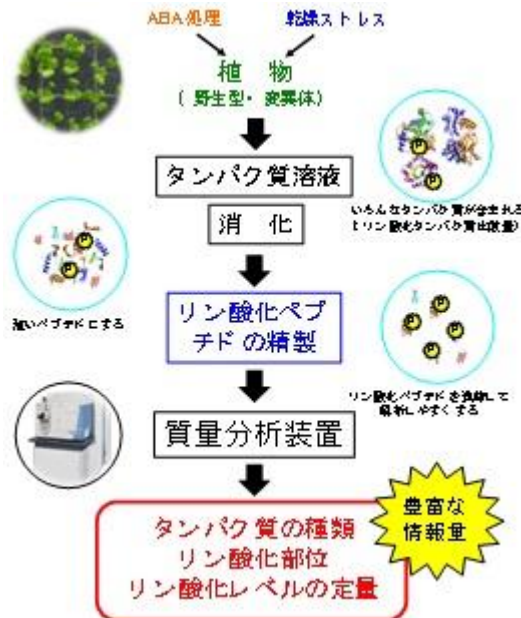 ABA処理
乾燥ストレス
植 物
( 野生型・変異体)
タンパク質溶液
いろんなタンパク質が含まれる
(リン酸化タンパク質は微量)
消 化
短いペプチドにする
リン酸化ペプ
チドの精製
リン酸化ペプチドを濃縮して
解析しやすくする
質量分析装置
豊富な
情報量
タンパク質の種類
リン酸化部位
リン酸化レベルの定量
P
P
P
P
P
P
P
P
P